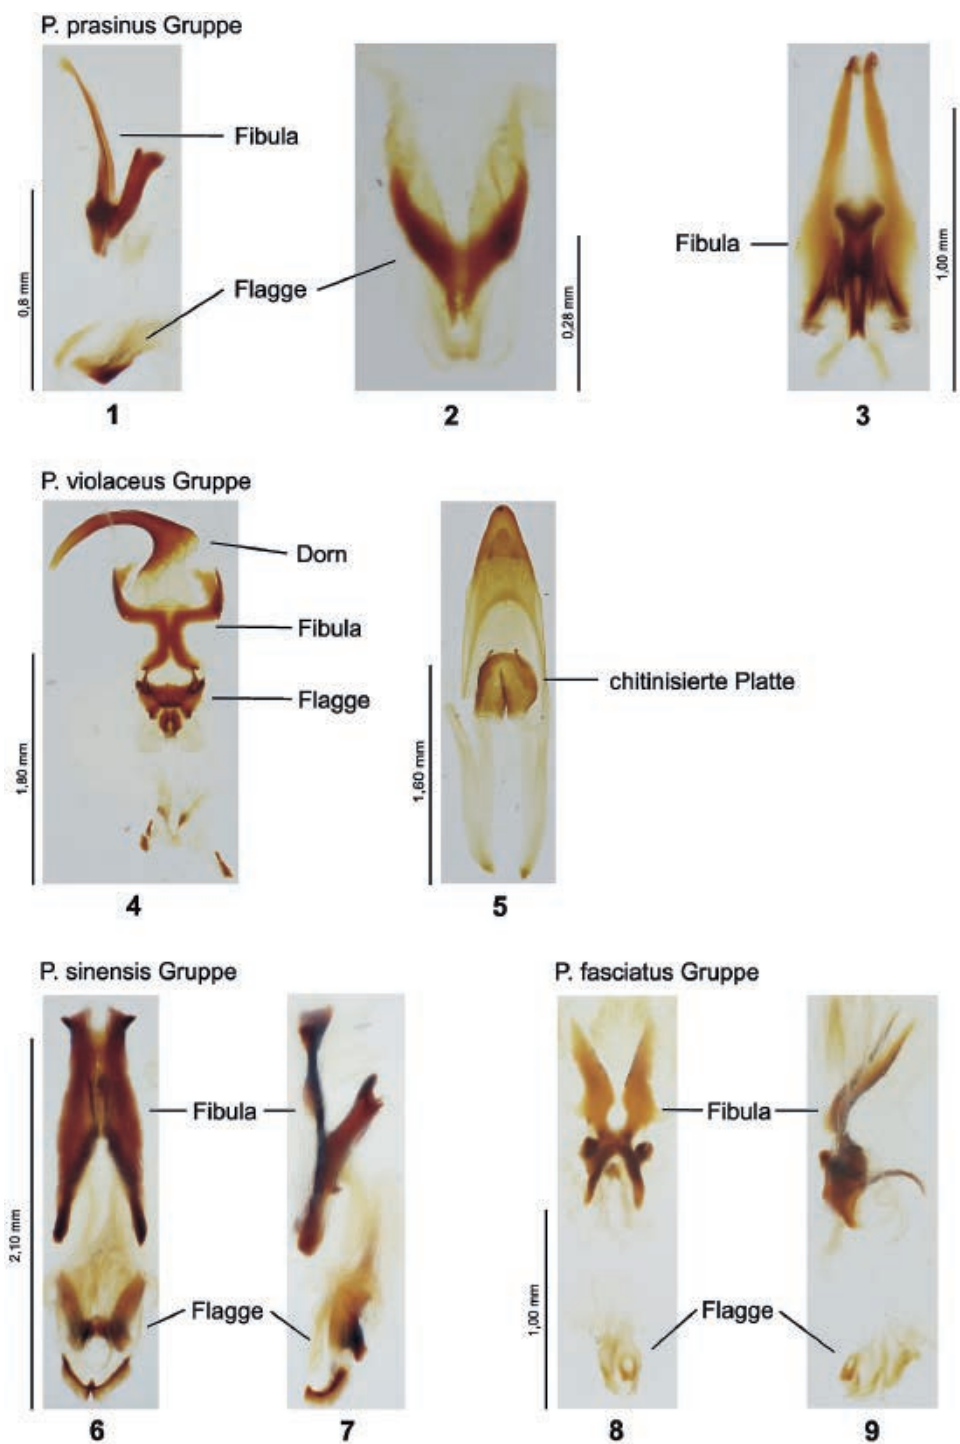 P. prasinus Gruppe
Fibula
Flagge
Fibula
0,8 mm
0,28 mm
1,00 mm
1
2
3
P. violaceus Gruppe
Dorn
Fibula
Flagge
chitinisierte Platte
1,80 mm
1,60 mm
4
5
P. sinensis Gruppe
P. fasciatus Gruppe
Fibula
Fibula
2,10 mm
1,00 mm
Flagge
Flagge
6
7
8
9